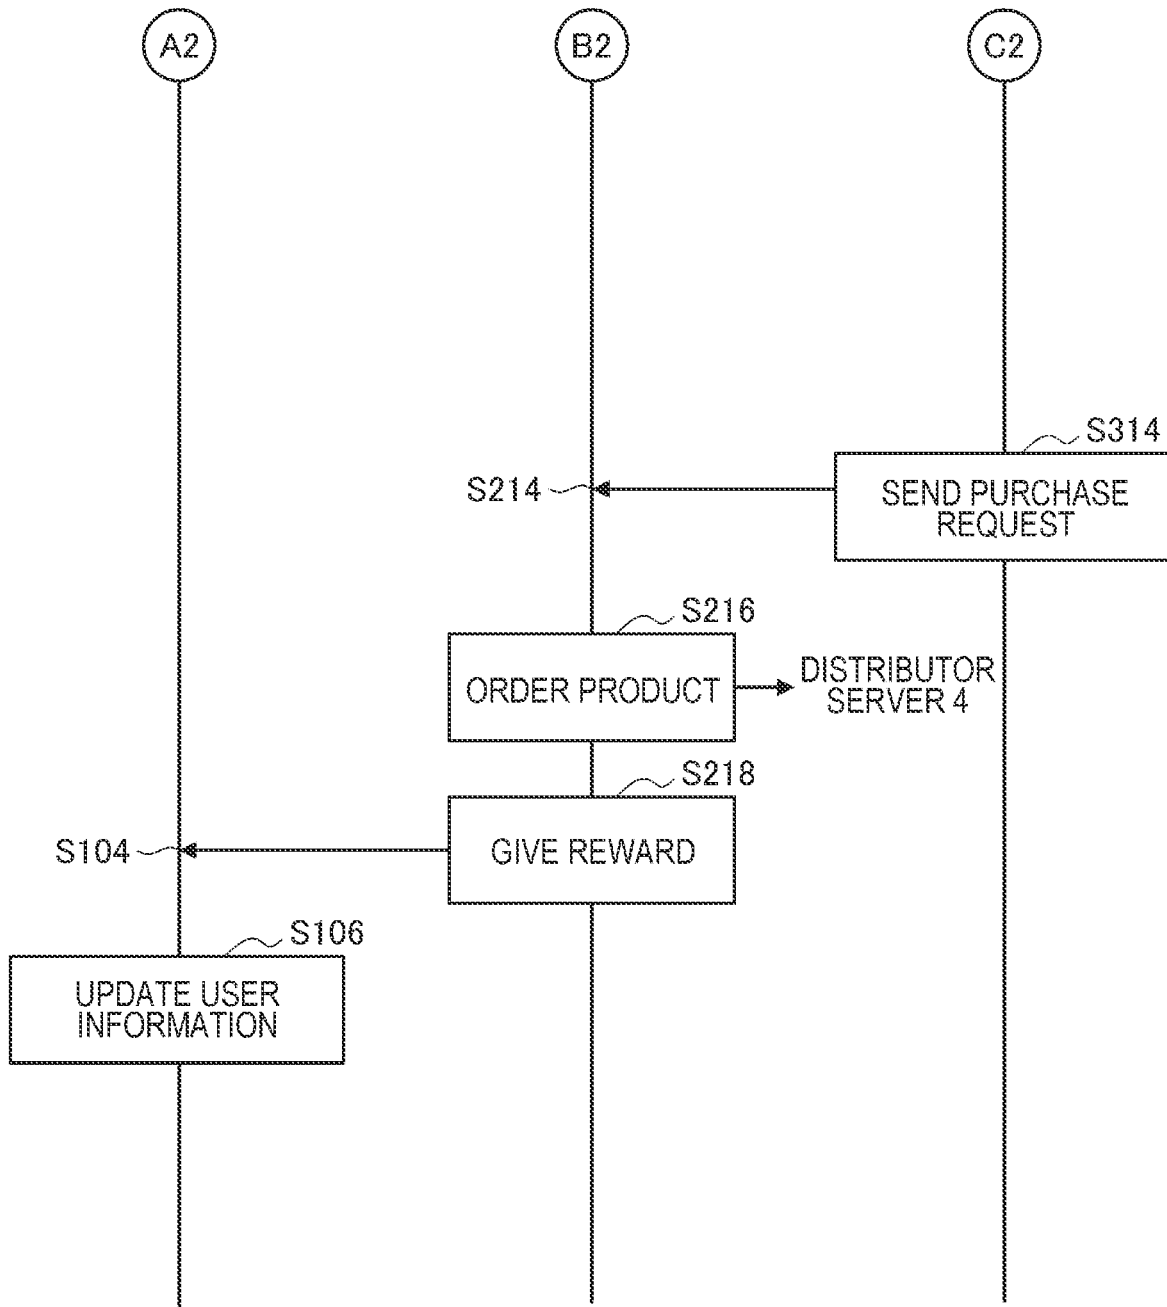 A2
B2
C2
S314
SEND PURCHASE
REQUEST
S214
S216
ORDER PRODUCT
DISTRIBUTOR
SERVER 4
S218
GIVE REWARD
S104
S106
UPDATE USER
INFORMATION